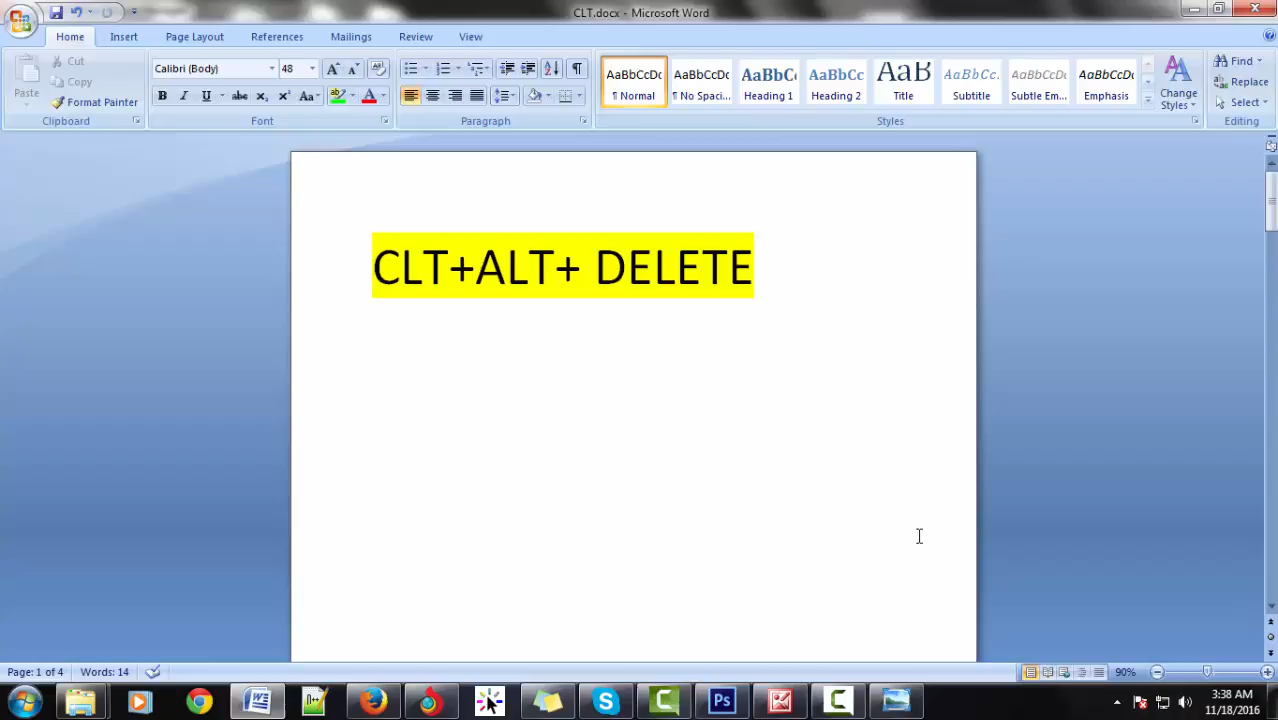 CLT.docx - Microsoft Word
Home Insert Page Layout References Mailings Review View
Paste
Cut
Copy
Format Painter
Clipboard
Calibri (Body) 48
Font
Paragraph
AaBbCcDc AaBbCcDc AaBbC AaBbCc AaB AaBbCc. AaBbCcDc AaBbCcDc
¶ Normal ¶ No Spaci... Heading 1 Heading 2 Title Subtitle Subtle Em... Emphasis
Change Styles
Styles
Find
Replace
Select
Editing
CLT+ALT+ DELETE
Page: 1 of 4 Words: 14 90%
3:38 AM
11/18/2016